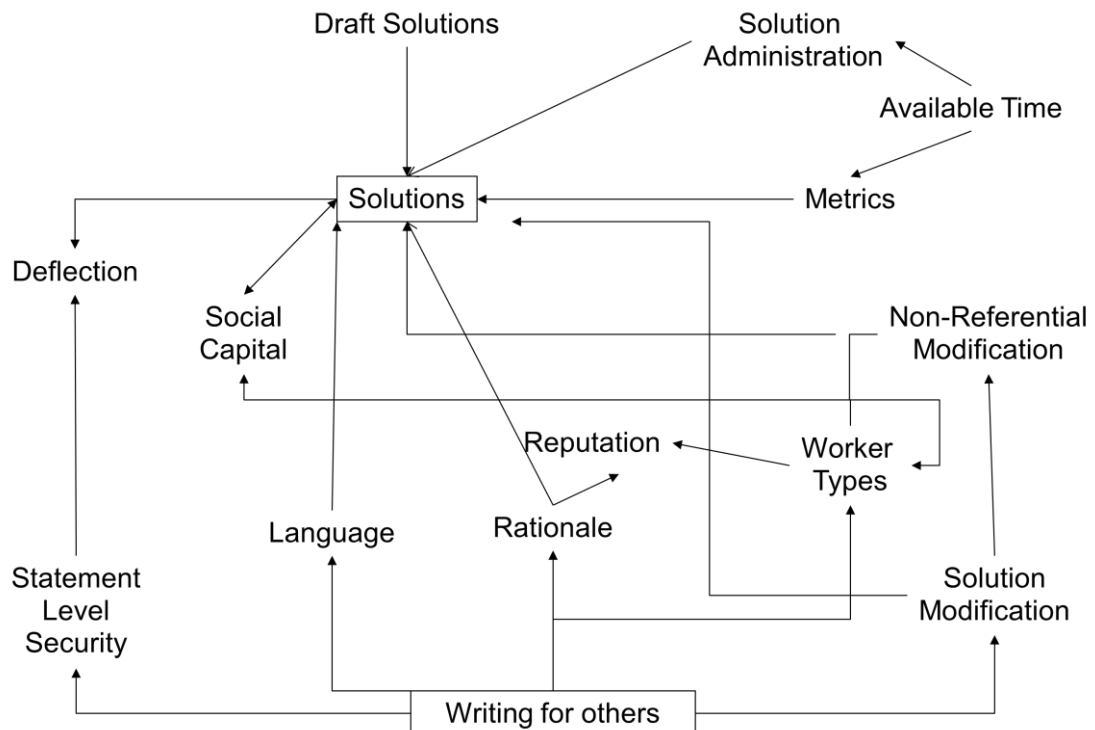 Draft Solutions
Solution
Administration
Available Time
Solutions
Metrics
Deflection
Social
Capital
Non-Referential
Modification
Reputation
Worker
Types
Language
Rationale
Statement
Level
Security
Solution
Modification
Writing for others